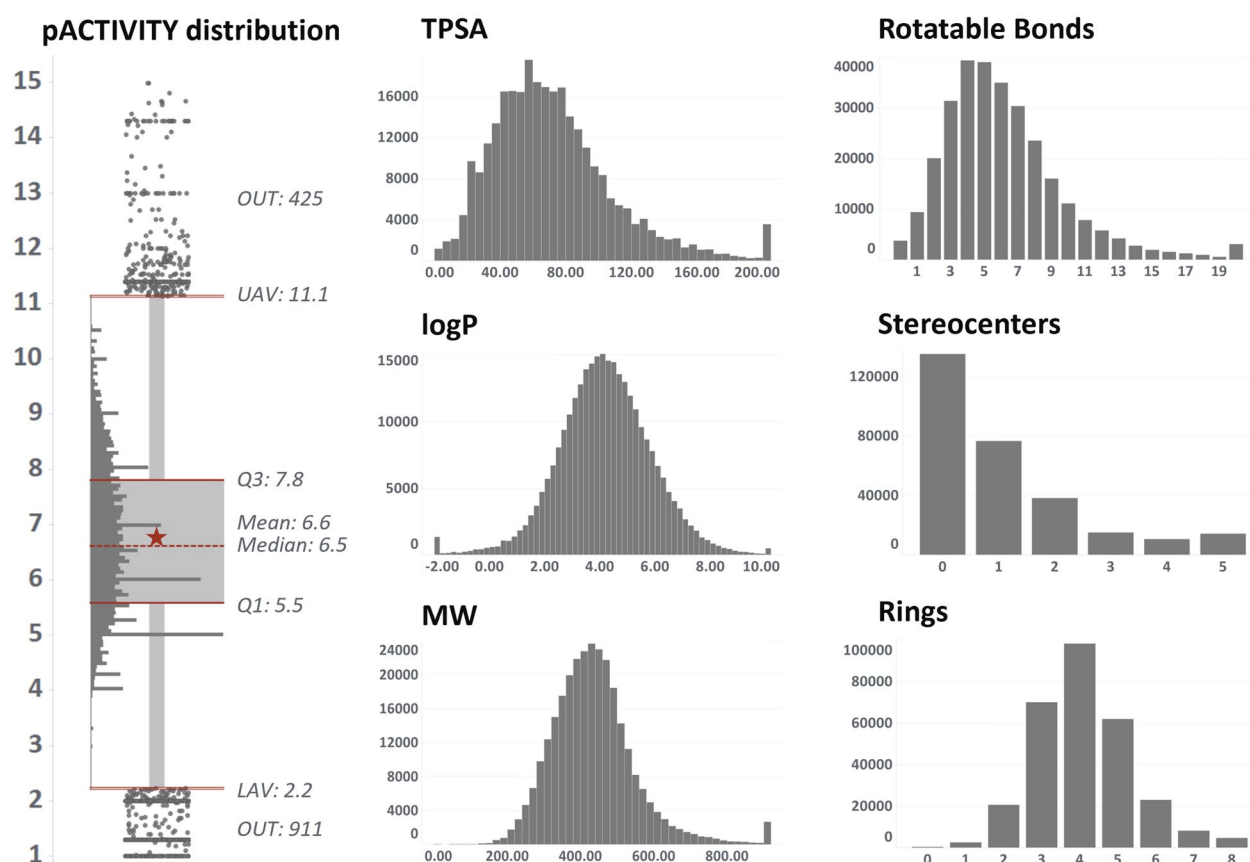 pACTIVITY distribution
15
14
13
12
11
10
9
8
7
6
5
4
3
2
1
OUT: 425
UAV: 11.1
Q3: 7.8
Mean: 6.6
Median: 6.5
Q1: 5.5
LAV: 2.2
OUT: 911
TPSA
16000
12000
8000
4000
0
0.00 40.00 80.00 120.00 160.00 200.00
logP
15000
10000
5000
0
-2.00 0.00 2.00 4.00 6.00 8.00 10.00
MW
24000
20000
16000
12000
8000
4000
0
0.00 200.00 400.00 600.00 800.00
Rotatable Bonds
40000
30000
20000
10000
0
1 3 5 7 9 11 13 15 17 19
Stereocenters
120000
80000
40000
0
0 1 2 3 4 5
Rings
100000
80000
60000
40000
20000
0
0 1 2 3 4 5 6 7 8